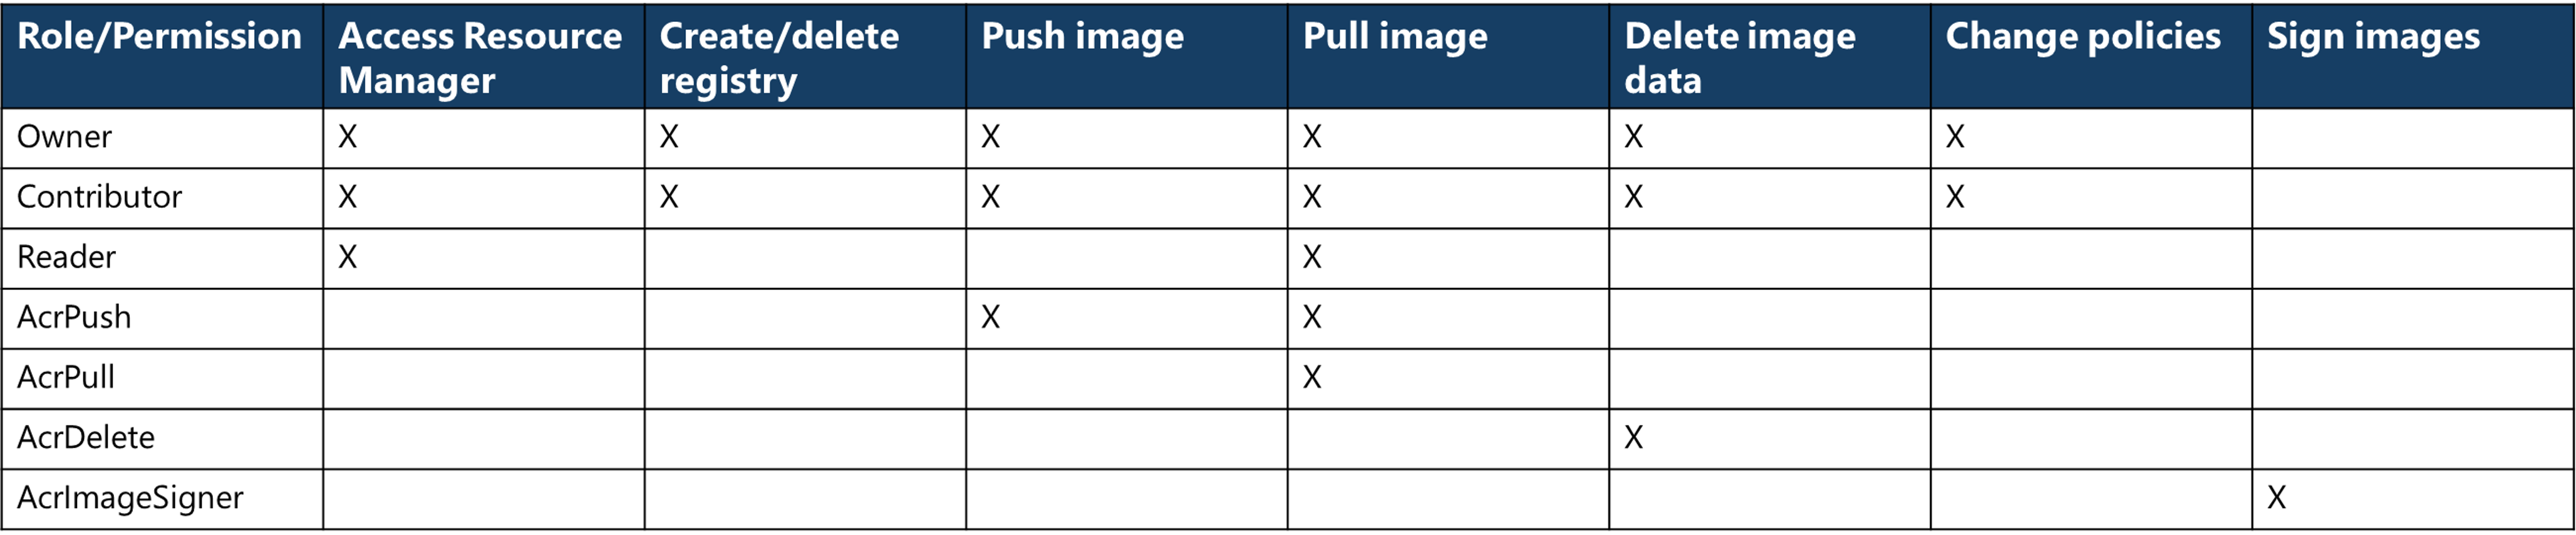 Role/Permission Access Resource Manager Create/delete registry Push image Pull image Delete image data Change policies Sign images
Owner X X X X X X
Contributor X X X X X X
Reader X X
AcrPush X X
AcrPull X
AcrDelete X
AcrImageSigner X